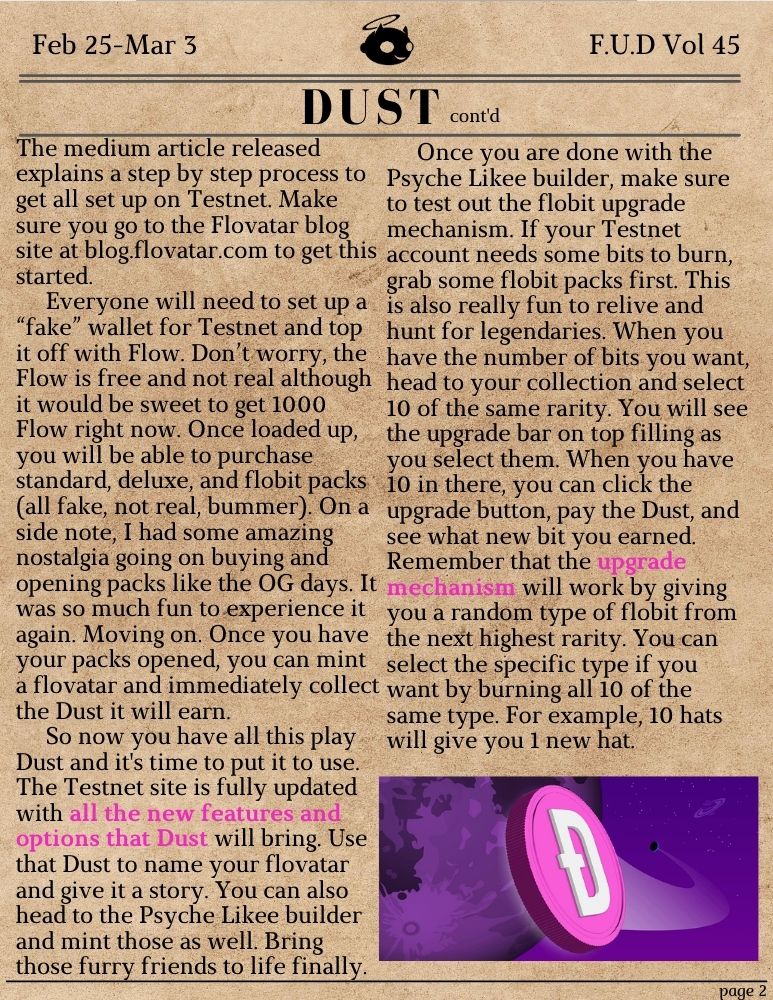 Feb 25-Mar 3
F.U.D Vol 45
DUST cont'd
The medium article released
explains a step by step process to
get all set up on Testnet. Make
sure you go to the Flovatar blog
site at blog.flovatar.com to get this
started.
Everyone will need to set up a
“fake” wallet for Testnet and top
it off with Flow. Don’t worry, the
Flow is free and not real although
it would be sweet to get 1000
Flow right now. Once loaded up,
you will be able to purchase
standard, deluxe, and flobit packs
(all fake, not real, bummer). On a
side note, I had some amazing
nostalgia going on buying and
opening packs like the OG days. It
was so much fun to experience it
again. Moving on. Once you have
your packs opened, you can mint
a flovatar and immediately collect
the Dust it will earn.
So now you have all this play
Dust and it's time to put it to use.
The Testnet site is fully updated
with all the new features and
options that Dust will bring. Use
that Dust to name your flovatar
and give it a story. You can also
head to the Psyche Likee builder
and mint those as well. Bring
those furry friends to life finally.
Once you are done with the
Psyche Likee builder, make sure
to test out the flobit upgrade
mechanism. If your Testnet
account needs some bits to burn,
grab some flobit packs first. This
is also really fun to relive and
hunt for legendaries. When you
have the number of bits you want,
head to your collection and select
10 of the same rarity. You will see
the upgrade bar on top filling as
you select them. When you have
10 in there, you can click the
upgrade button, pay the Dust, and
see what new bit you earned.
Remember that the upgrade
mechanism will work by giving
you a random type of flobit from
the next highest rarity. You can
select the specific type if you
want by burning all 10 of the
same type. For example, 10 hats
will give you 1 new hat.
page 2